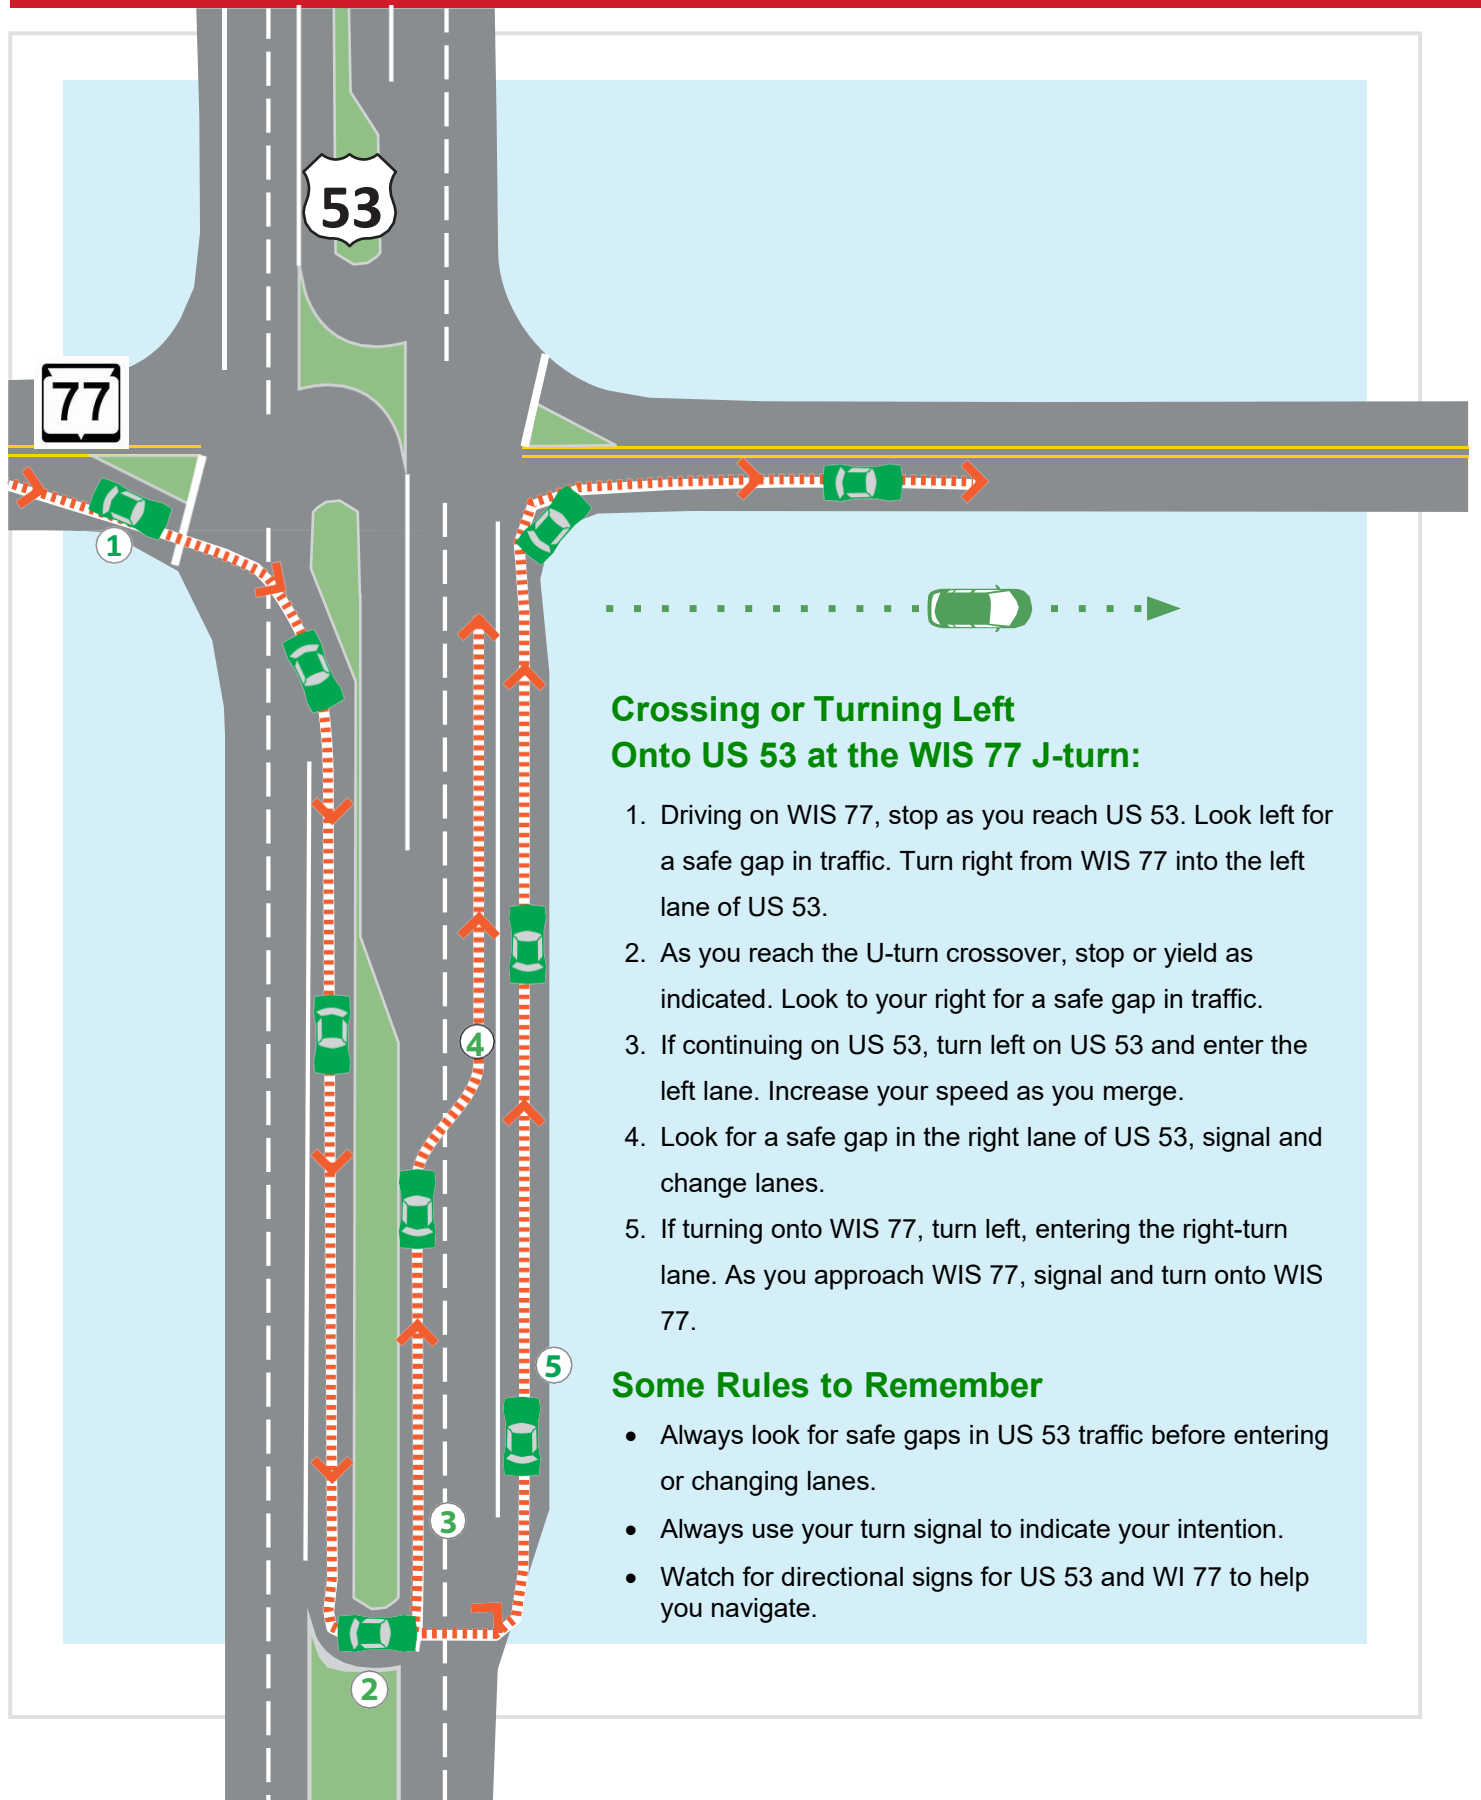 53
77
1
Crossing or Turning Left
Onto US 53 at the WIS 77 J-turn:
1. Driving on WIS 77, stop as you reach US 53. Look left for
a safe gap in traffic. Turn right from WIS 77 into the left
lane of US 53.
2. As you reach the U-turn crossover, stop or yield as
indicated. Look to your right for a safe gap in traffic.
3. If continuing on US 53, turn left on US 53 and enter the
left lane. Increase your speed as you merge.
4. Look for a safe gap in the right lane of US 53, signal and
change lanes.
5. If turning onto WIS 77, turn left, entering the right-turn
lane. As you approach WIS 77, signal and turn onto WIS
77.
Some Rules to Remember
• Always look for safe gaps in US 53 traffic before entering
or changing lanes.
• Always use your turn signal to indicate your intention.
• Watch for directional signs for US 53 and WI 77 to help
you navigate.
4
5
3
2